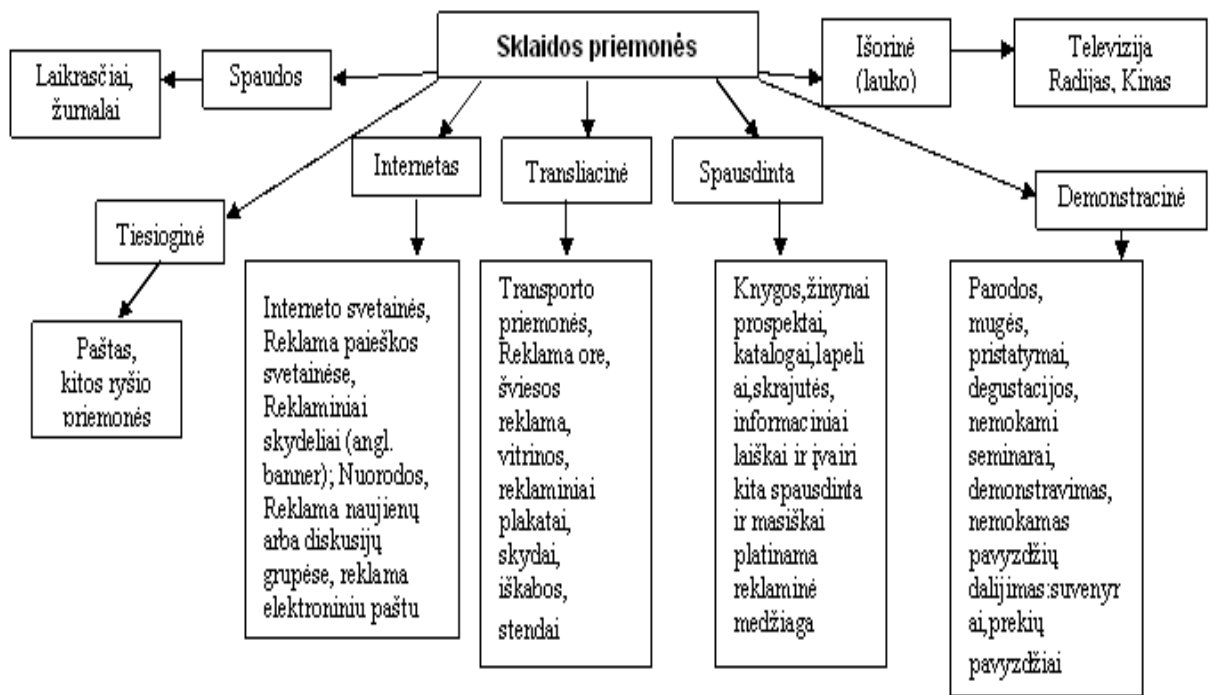 Sklaidos priemonės
Išorinė
(lauko)
Televizija
Radijas, Kinas
Laikrasčiai,
žurnalai
Spaudos
Internetas
Transliacinė
Spausdinta
Demonstracinė
Tiesioginė
Paštas,
kitos ryšio
priemonės
Interneto svetainės,
Reklama paieškos
svetainėse,
Reklaminiai
skydeliai (angl.
banner); Nuorodos,
Reklama naujienų
arba diskusijų
grupėse, reklama
elektroniniu paštu
Transporto
priemonės,
Reklama ore,
šviesos
reklama,
vitrinos,
reklaminiai
plakatai,
skydai,
iškabos,
stendai
Knygos,žinynai
prospektai,
katalogai,lapeli
ai,skrajutės,
informaciniai
laiškai ir įvairi
kita spausdinta
ir masiškai
platinama
reklaminė
medžiaga
Parodos,
mugės,
pristatymai,
degustacijos,
nemokami
seminarai,
demonstravimas,
nemokamas
pavyzdžių
dalijimas:suvenyr
ai,prekių
pavyzdžiai